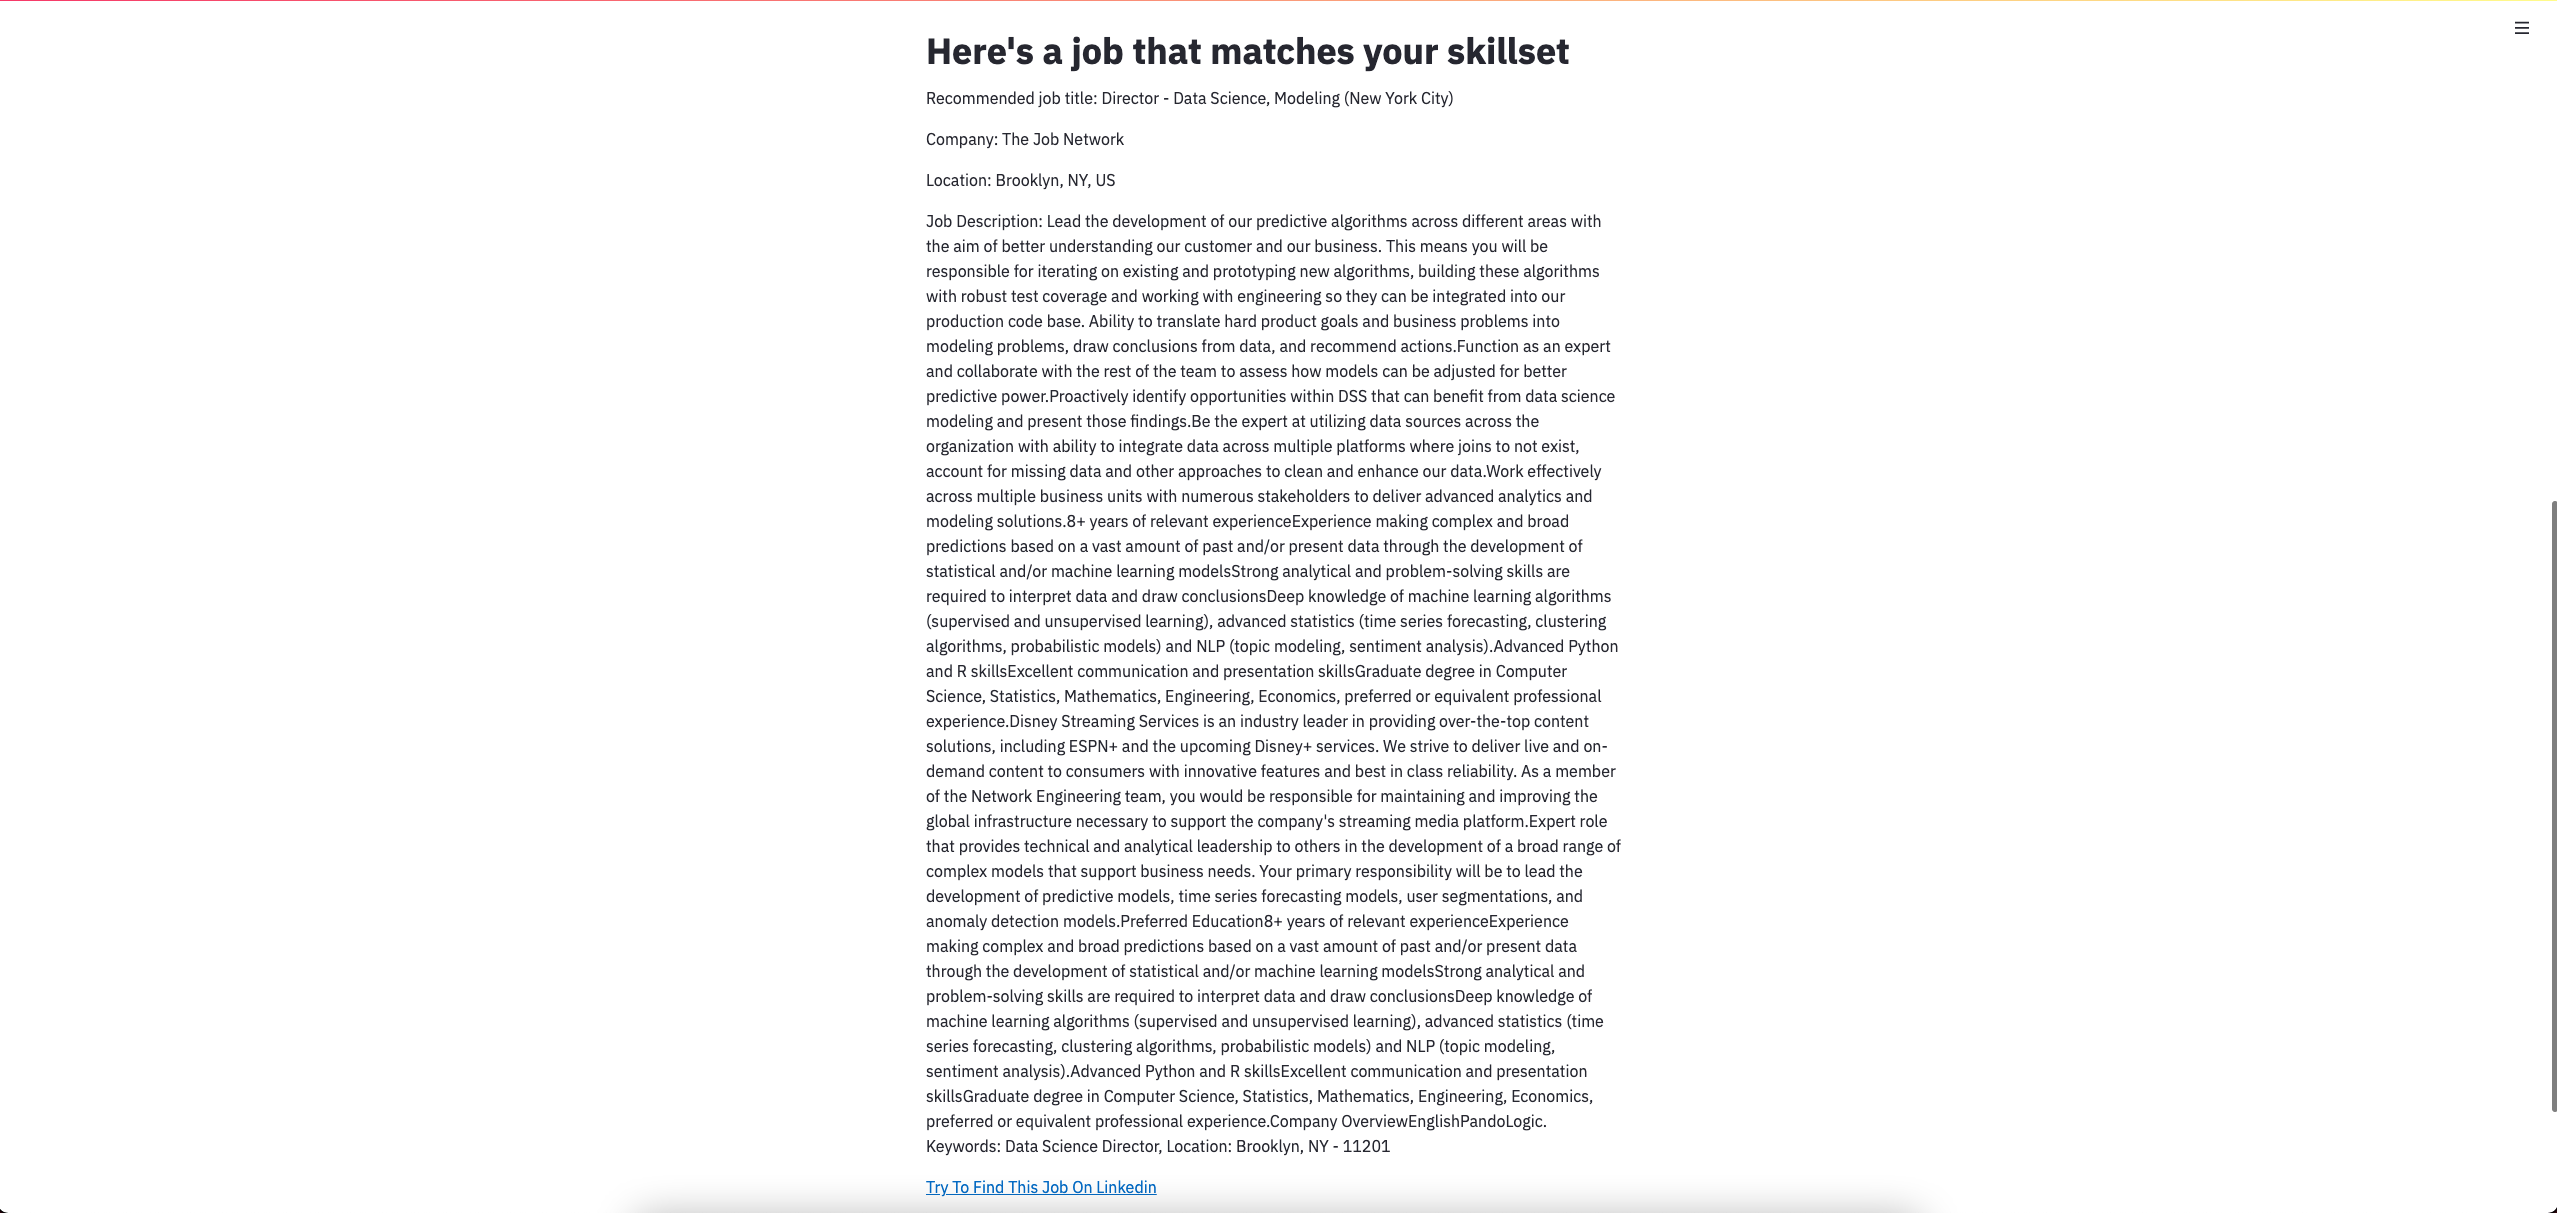 Here's a job that matches your skillset
Recommended job title: Director - Data Science, Modeling (New York City)
Company: The Job Network
Location: Brooklyn, NY, US
Job Description: Lead the development of our predictive algorithms across different areas with
the aim of better understanding our customer and our business. This means you will be
responsible for iterating on existing and prototyping new algorithms, building these algorithms
with robust test coverage and working with engineering so they can be integrated into our
production code base. Ability to translate hard product goals and business problems into
modeling problems, draw conclusions from data, and recommend actions.Function as an expert
and collaborate with the rest of the team to assess how models can be adjusted for better
predictive power.Proactively identify opportunities within DSS that can benefit from data science
modeling and present those findings.Be the expert at utilizing data sources across the
organization with ability to integrate data across multiple platforms where joins to not exist,
account for missing data and other approaches to clean and enhance our data.Work effectively
across multiple business units with numerous stakeholders to deliver advanced analytics and
modeling solutions.8+ years of relevant experienceExperience making complex and broad
predictions based on a vast amount of past and/or present data through the development of
statistical and/or machine learning modelsStrong analytical and problem-solving skills are
required to interpret data and draw conclusionsDeep knowledge of machine learning algorithms
(supervised and unsupervised learning), advanced statistics (time series forecasting, clustering
algorithms, probabilistic models) and NLP (topic modeling, sentiment analysis).Advanced Python
and R skillsExcellent communication and presentation skillsGraduate degree in Computer
Science, Statistics, Mathematics, Engineering, Economics, preferred or equivalent professional
experience.Disney Streaming Services is an industry leader in providing over-the-top content
solutions, including ESPN+ and the upcoming Disney+ services. We strive to deliver live and on-
demand content to consumers with innovative features and best in class reliability. As a member
of the Network Engineering team, you would be responsible for maintaining and improving the
global infrastructure necessary to support the company's streaming media platform.Expert role
that provides technical and analytical leadership to others in the development of a broad range of
complex models that support business needs. Your primary responsibility will be to lead the
development of predictive models, time series forecasting models, user segmentations, and
anomaly detection models.Preferred Education8+ years of relevant experienceExperience
making complex and broad predictions based on a vast amount of past and/or present data
through the development of statistical and/or machine learning modelsStrong analytical and
problem-solving skills are required to interpret data and draw conclusionsDeep knowledge of
machine learning algorithms (supervised and unsupervised learning), advanced statistics (time
series forecasting, clustering algorithms, probabilistic models) and NLP (topic modeling,
sentiment analysis).Advanced Python and R skillsExcellent communication and presentation
skillsGraduate degree in Computer Science, Statistics, Mathematics, Engineering, Economics,
preferred or equivalent professional experience.Company OverviewEnglishPandoLogic.
Keywords: Data Science Director, Location: Brooklyn, NY - 11201
Try To Find This Job On Linkedin